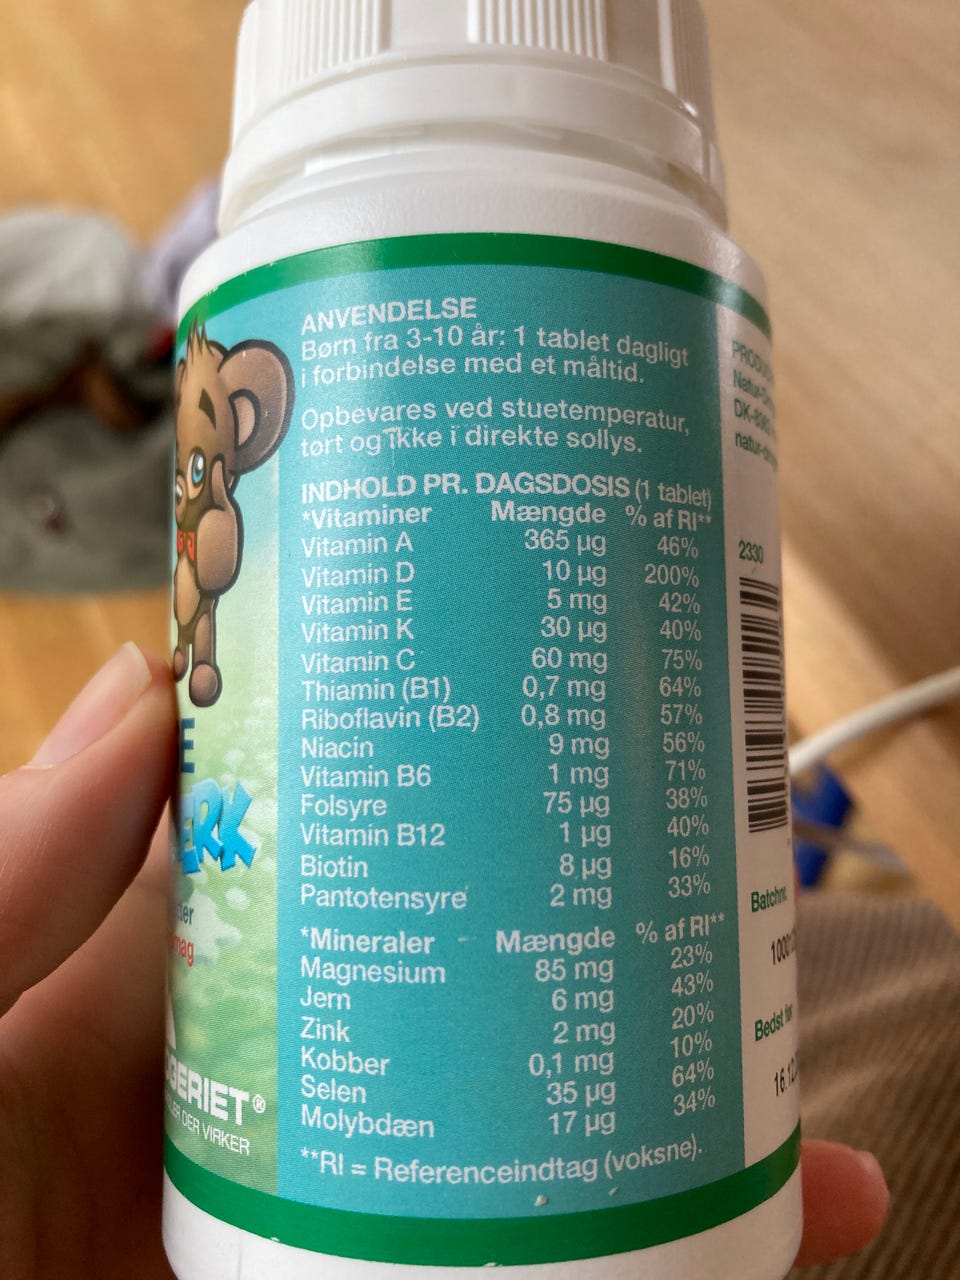 ANVENDELSE
Børn fra 3-10 år: 1 tablet dagligt
i forbindelse med et måltid.
Opbevares ved stuetemperatur,
tørt og ikke i direkte sollys.
INDHOLD PR. DAGSDOSIS (1 tablet)
*Vitaminer Mængde % af RI**
Vitamin A 365 µg 46%
Vitamin D 10 µg 200%
Vitamin E 5 mg 42%
Vitamin K 30 µg 40%
Vitamin C 60 mg 75%
Thiamin (B1) 0,7 mg 64%
Riboflavin (B2) 0,8 mg 57%
Niacin 9 mg 56%
Vitamin B6 1 mg 71%
Folsyre 75 µg 38%
Vitamin B12 1 µg 40%
Biotin 8 µg 16%
Pantotensyre 2 mg 33%
*Mineraler Mængde % af RI**
Magnesium 85 mg 23%
Jern 6 mg 43%
Zink 2 mg 20%
Kobber 0,1 mg 10%
Selen 35 µg 64%
Molybdæn 17 µg 34%
**RI = Referenceindtag (voksne).
ERK
GERIET®
DER VIRKER
2330
Batchnr.
Bedst før